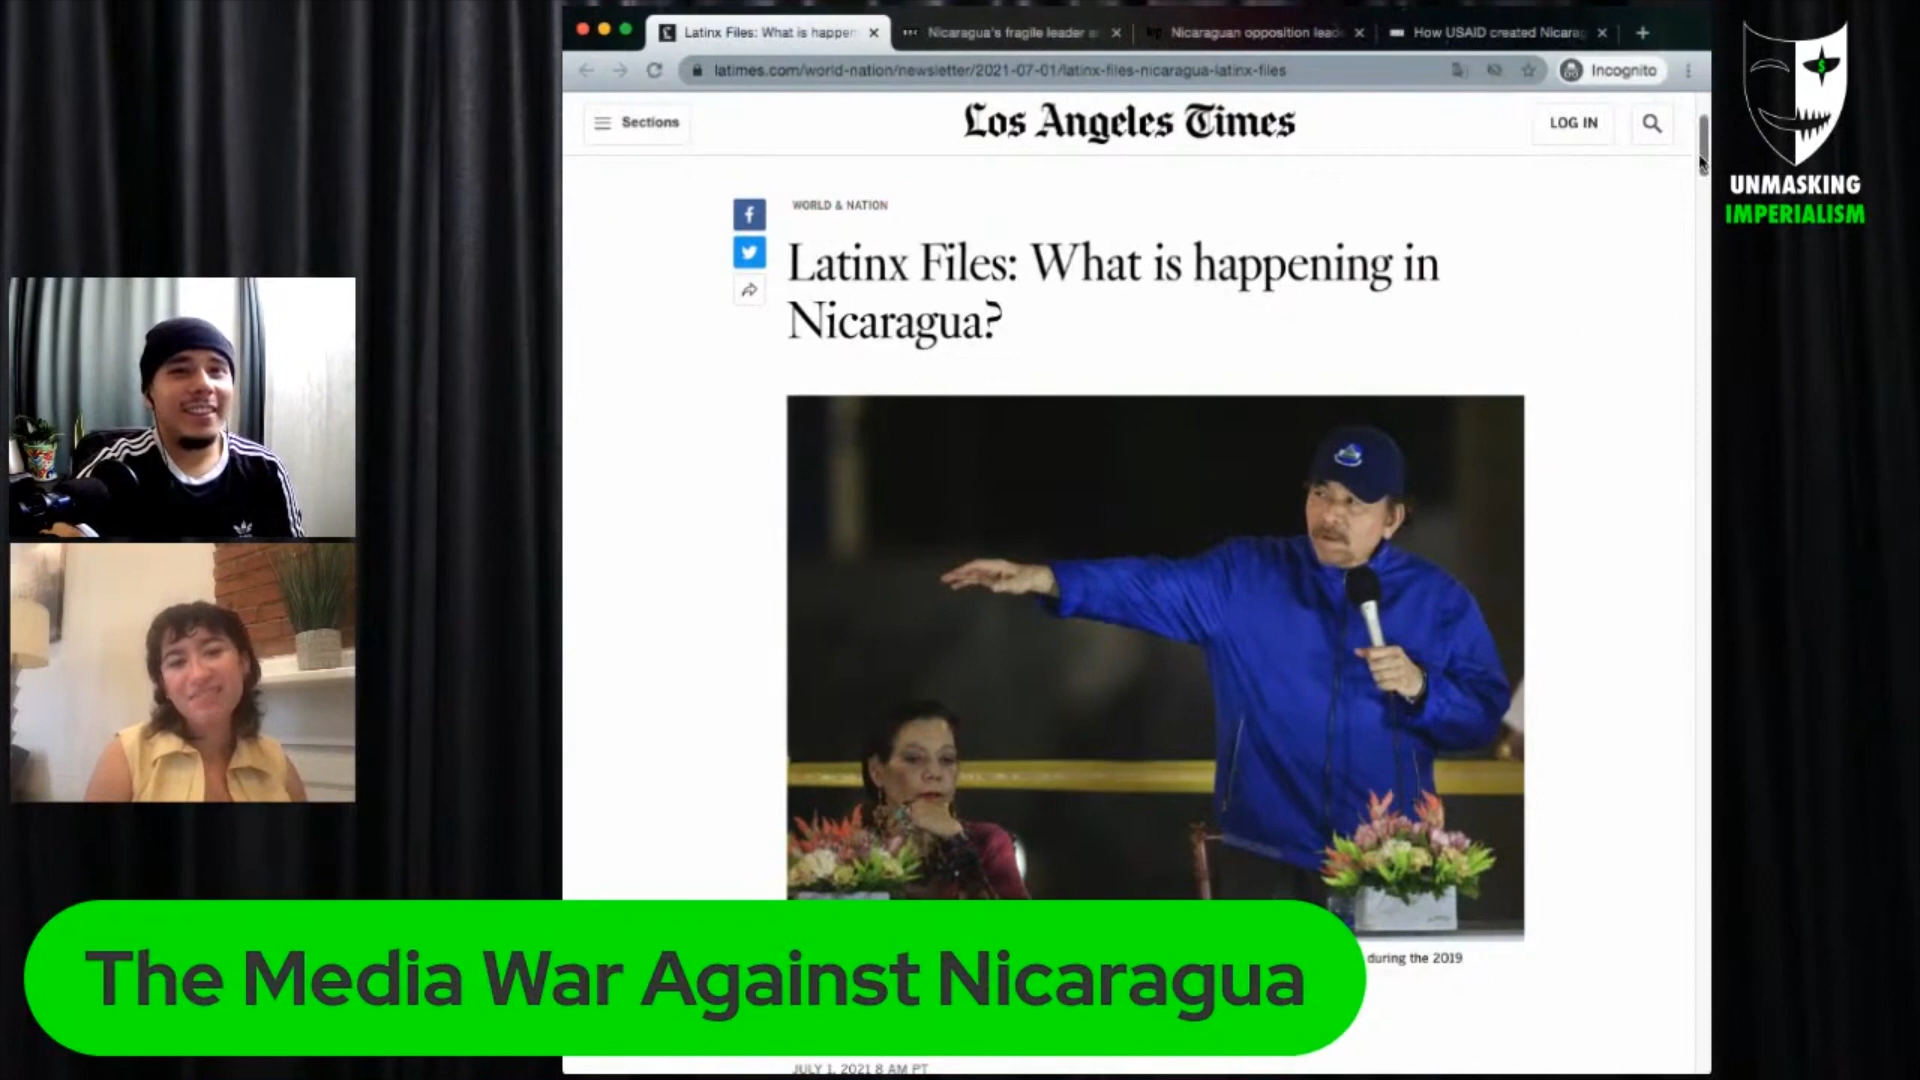 Latinx Files: What is happen
Nicaragua's fragile leader a
Nicaraguan opposition lead
How USAID created Nicarag
latimes.com/world-nation/newsletter/2021-07-01/latinx-files-nicaragua-latinx-files
Incognito
Sections
Los Angeles Times
LOG IN
UNMASKING
IMPERIALISM
WORLD & NATION
Latinx Files: What is happening in
Nicaragua?
during the 2019
The Media War Against Nicaragua
JULY 1, 2021 8 AM PT